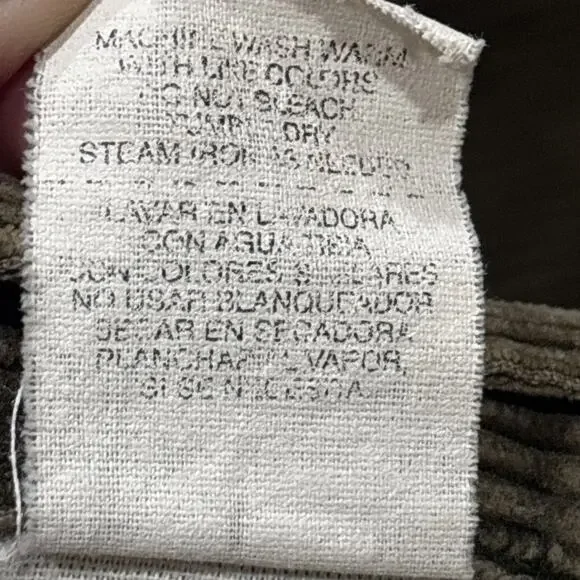 MACHINE WASH WARM
WITH LIKE COLORS
DO NOT BLEACH
TUMBLE DRY
STEAM IRON AS NEEDED
LAVAR EN LAVADORA
CON AGUA TIBIA
CON COLORES SIMILARES
NO USAR BLANQUEADOR
SECAR EN SECADORA
PLANCHAR AL VAPOR,
SI SE NECESITA